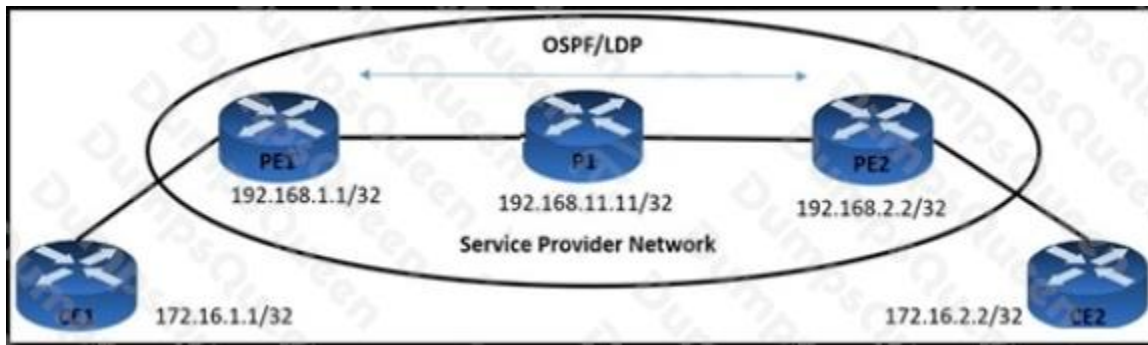 OSPF/LDP
PE1
P1
PE2
192.168.1.1/32
192.168.11.11/32
192.168.2.2/32
Service Provider Network
CE1
172.16.1.1/32
172.16.2.2/32
CE2
DumpsQueen